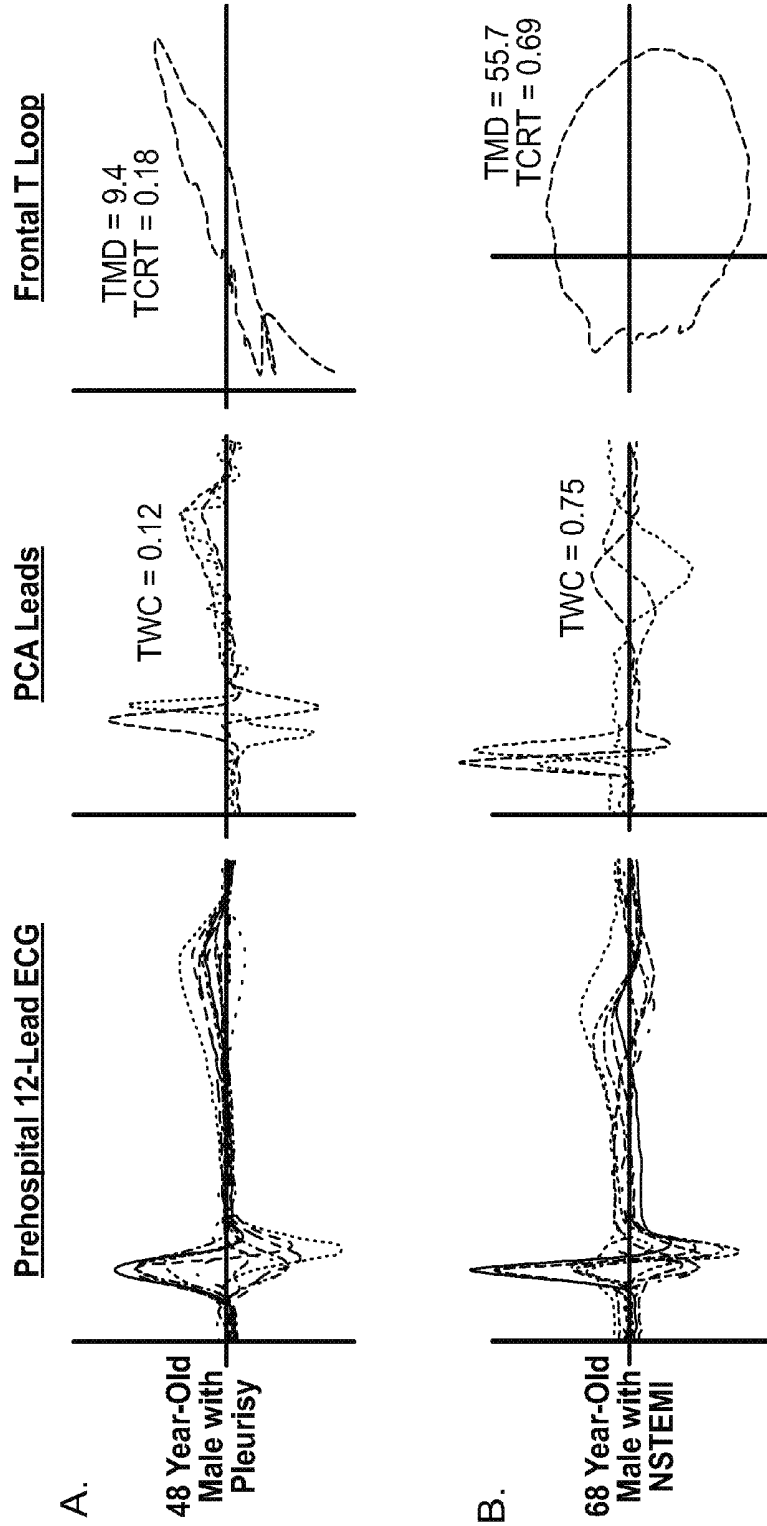 Prehospital 12-Lead ECG
PCA Leads
Frontal T Loop
A.
48 Year-Old
Male with
Pleurisy
TWC = 0.12
TMD = 9.4
TCRT = 0.18
B.
68 Year-Old
Male with
NSTEMI
TWC = 0.75
TMD = 55.7
TCRT = 0.69